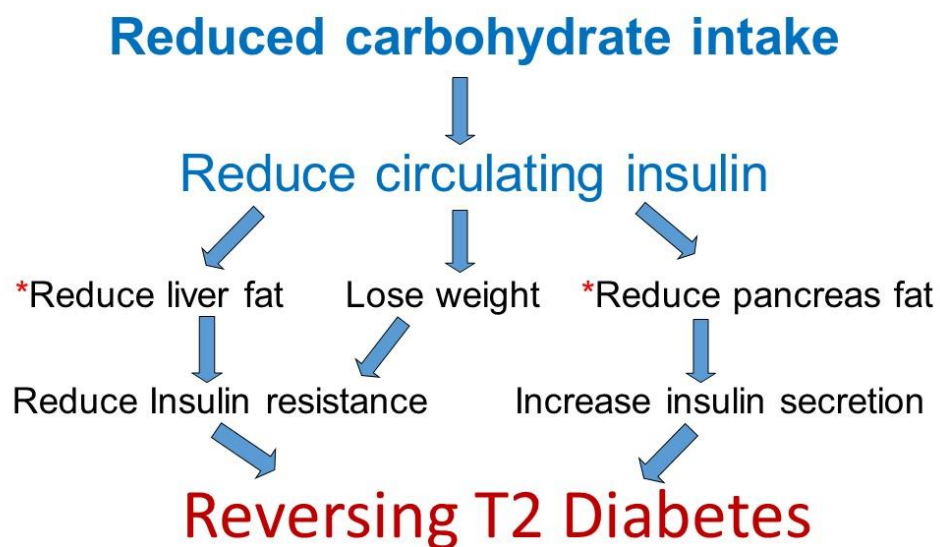 Reduced carbohydrate intake
Reduce circulating insulin
*Reduce liver fat Lose weight *Reduce pancreas fat
Reduce Insulin resistance Increase insulin secretion
Reversing T2 Diabetes